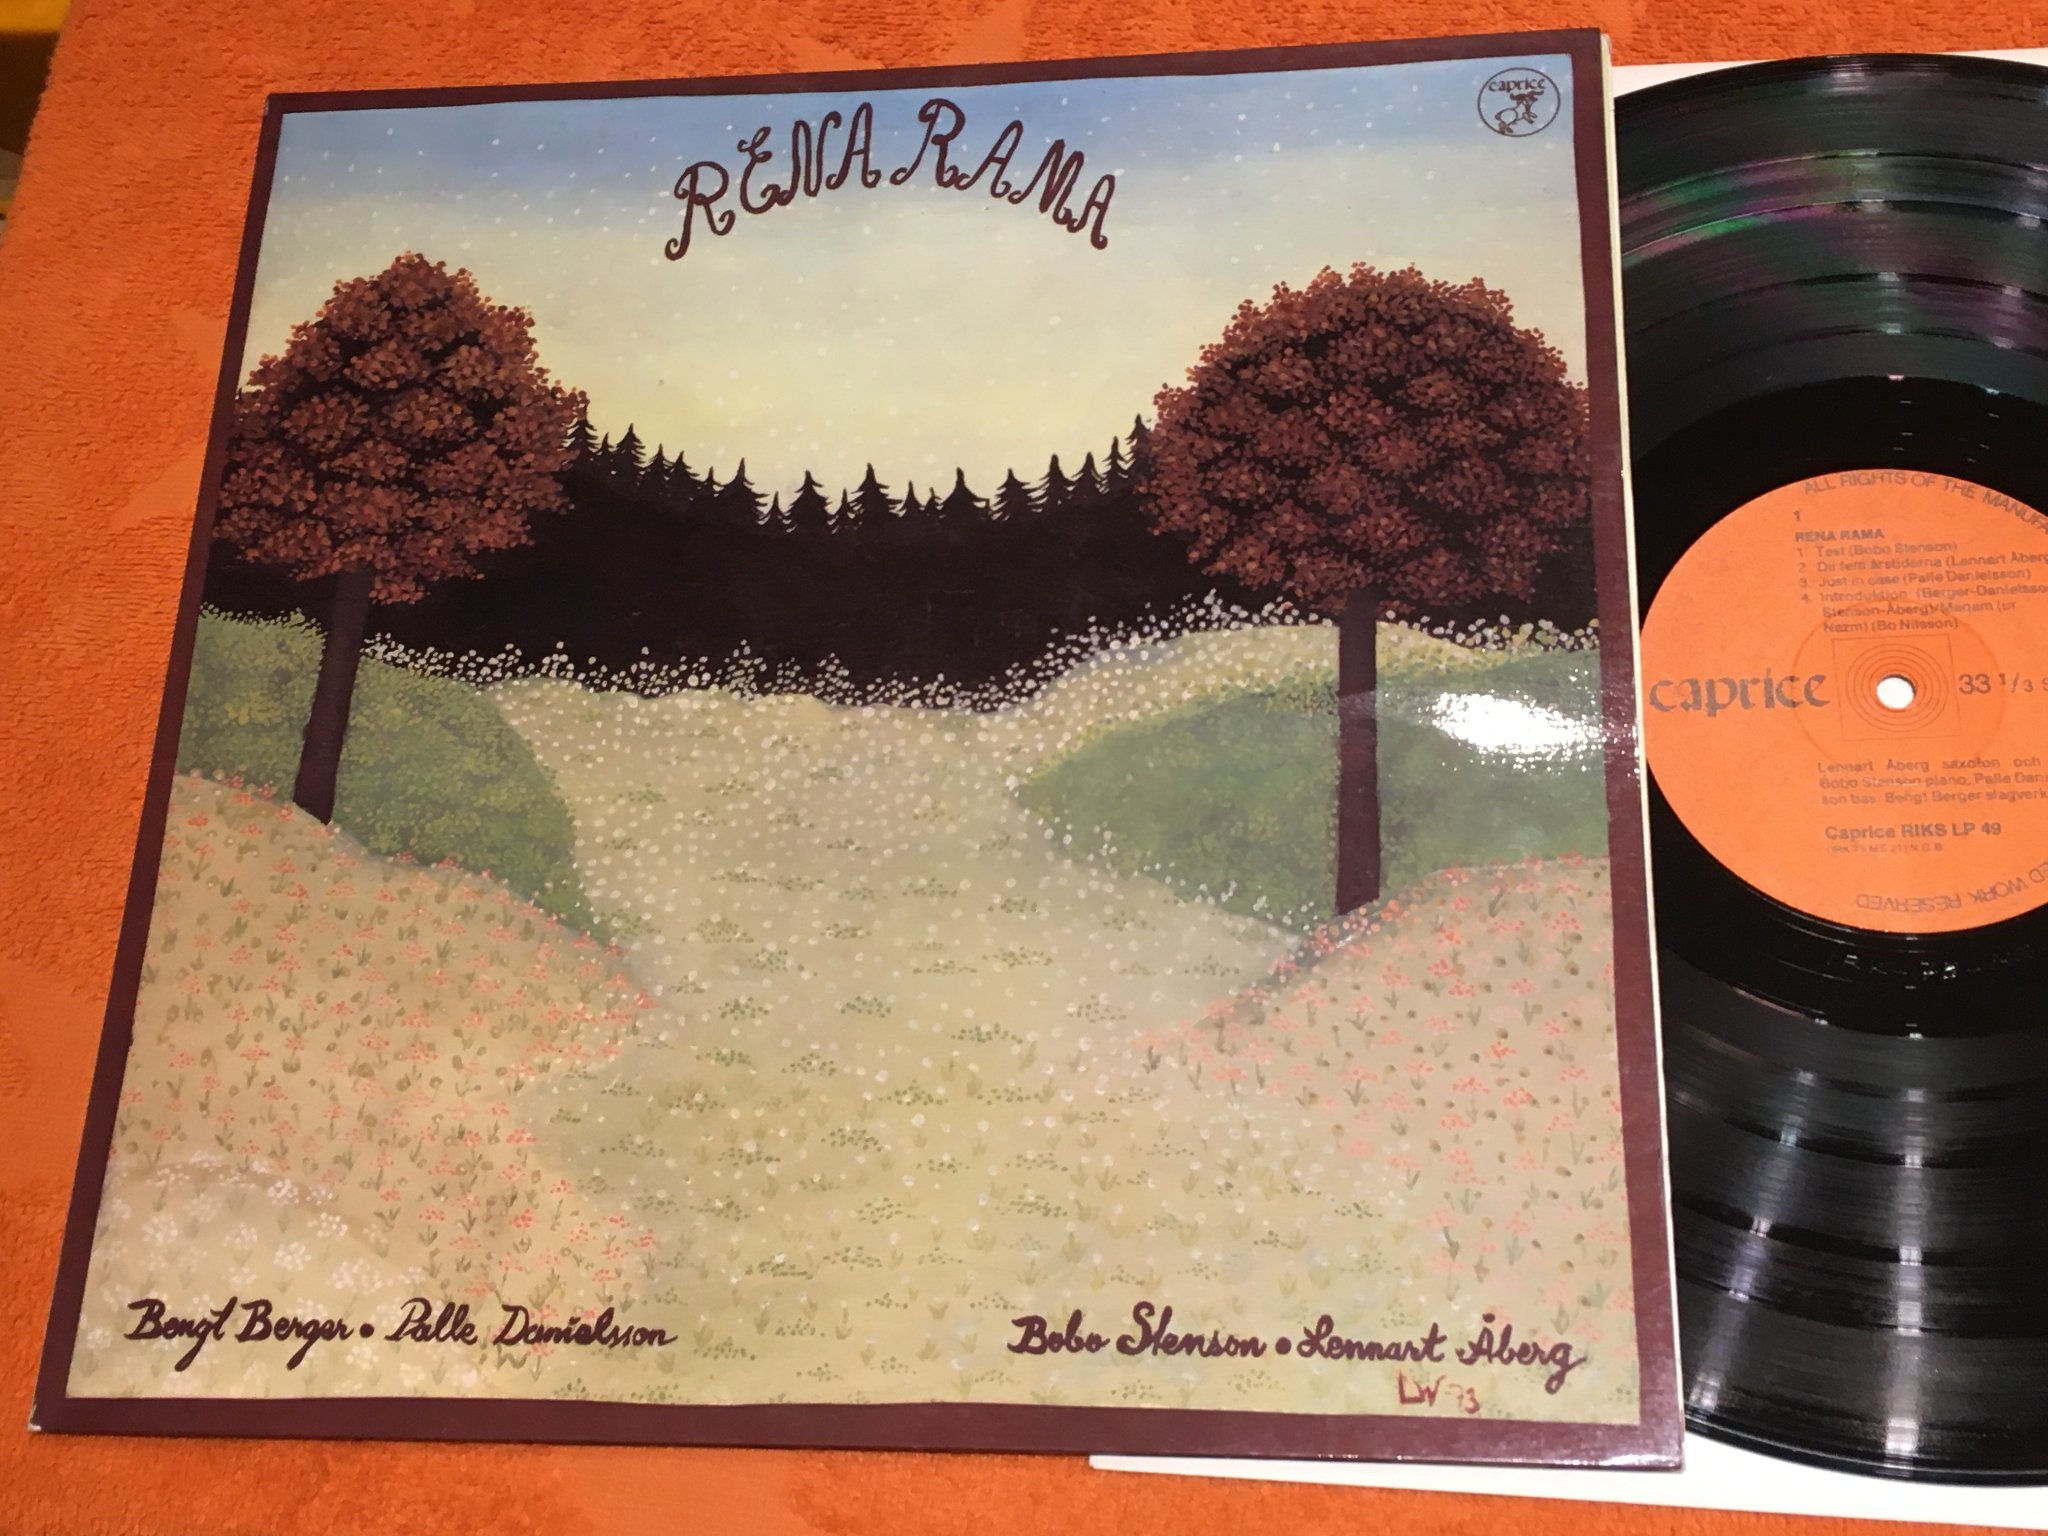 RENA RAMA
caprice
Bengt Berger • Palle Danielsson
Bobo Stenson • Lennart Åberg
LW-73
ALL RIGHTS OF THE
1
RENA RAMA
1 Test (Bobo Stenson)
2 De fem årstiderna (Lennart Åberg
3. Just in case (Palle Danielsson)
4. Introduktion (Berger-Danielsso
Stenson-Åberg)/Maqam (ur
Nazm) (Bo Nilsson)
caprice
33 1/3
Lennart Åberg saxofon och
Bobo Stenson piano, Palle Dani
son bas, Bengt Berger slagverk
Caprice RIKS LP 49
WORK RESERVED